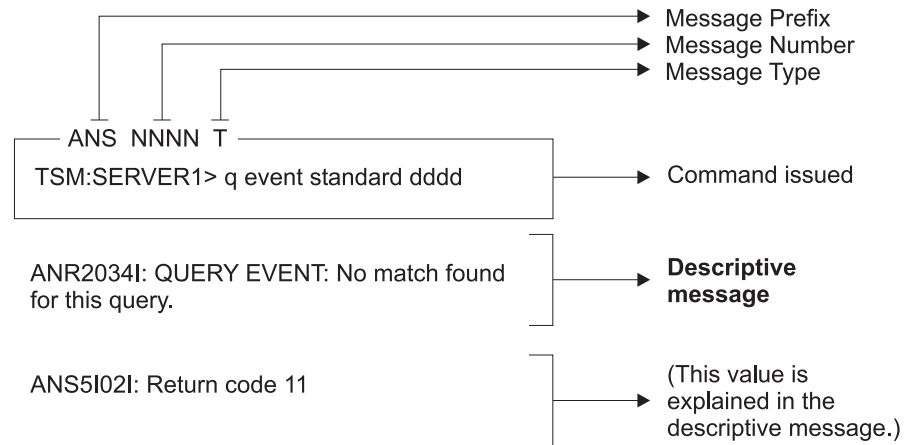 Message Prefix
Message Number
Message Type
ANS NNNN T
TSM:SERVER1> q event standard dddd
Command issued
ANR2034I: QUERY EVENT: No match found
for this query.
Descriptive
message
ANS5I02I: Return code 11
(This value is
explained in the
descriptive message.)